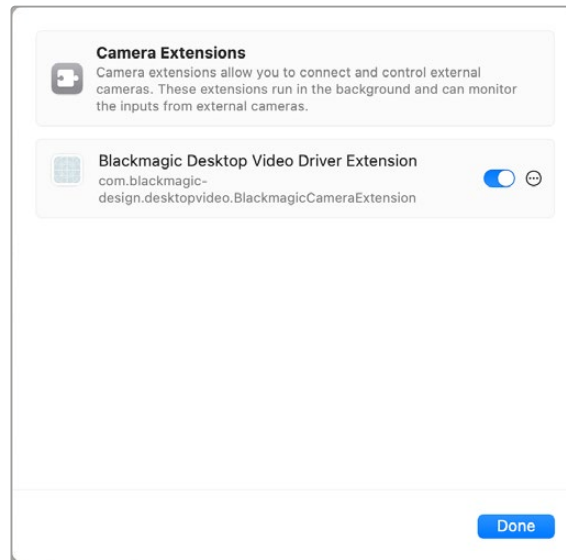 Camera Extensions
Camera extensions allow you to connect and control external
cameras. These extensions run in the background and can monitor
the inputs from external cameras.
Blackmagic Desktop Video Driver Extension
com.blackmagic-
design.desktopvideo.BlackmagicCameraExtension
Done